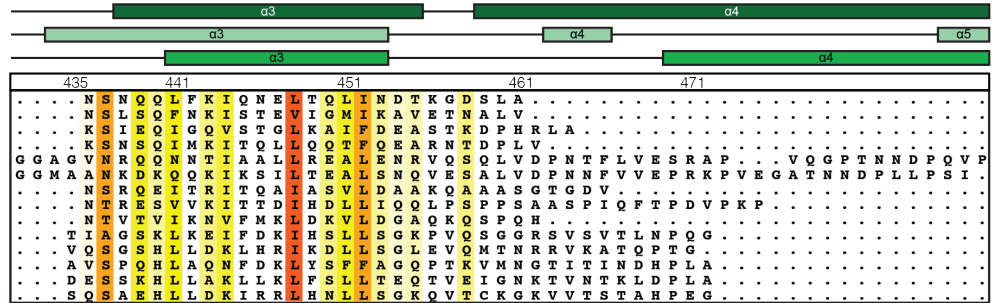 α3 α4
α3 α4 α5
α3 α4
435 441 451 461 471
. . . . N S N Q Q L F K I Q N E L T Q L I N D T K G D S L A . . . . . . . . . . . . . . . . . . . . . . . . . . .
. . . . N S L S Q F N K I S T E V I G M I K A V E T N A L V . . . . . . . . . . . . . . . . . . . . . . . . . . .
. . . . K S I E Q I G Q V S T G L K A I F D E A S T K D P H R L A . . . . . . . . . . . . . . . . . . . . . . . .
. . . . K S N S Q I M K I T Q L L Q Q T F Q E A R N T D P L V . . . . . . . . . . . . . . . . . . . . . . . . . .
G G A G V N R Q Q N N T I A A L L R E A L E N R V S Q L V D P N T F L V E S R A P . . . V Q G P T N N D P Q V P
G G M A A N K D K Q Q K I K S I L T E A L S N Q V E S A L V D P N N F V V E P R K P V E G A T N N D P L L P S I .
. . . . N S R Q E I T R I T Q A I A S V L D A A K Q A A A S G T G D V . . . . . . . . . . . . . . . . . . . . . .
. . . . N T R E S V V K I T T D I H D L L I Q Q L P S P P S A A S P I Q F T P D V P K P . . . . . . . . . . . . .
. . . . N T V T V I K N V F M K L D K V L D G A Q K Q S P Q H . . . . . . . . . . . . . . . . . . . . . . . . . .
. . . T I A G S K L K E I F D K I H S L L S G K P V Q S G G R S V S V T L N P Q G . . . . . . . . . . . . . . . .
. . . V Q S G S H L L D K L H R I K D L L S G L E V Q M T N R R V K A T Q P T G . . . . . . . . . . . . . . . . .
. . . A V S P Q H L A Q N F D K L Y S F F A G Q P T K V M N G T I T I N D H P L A . . . . . . . . . . . . . . . .
. . . D E S S K H L L A K L L K L F S L L T E Q T V E I G N K T V N T K L D P L A . . . . . . . . . . . . . . . .
. . . S Q S A E H L L D K I R R L H N L L S G K Q V T C K G K V V T S T A H P E G . . . . . . . . . . . . . . . .